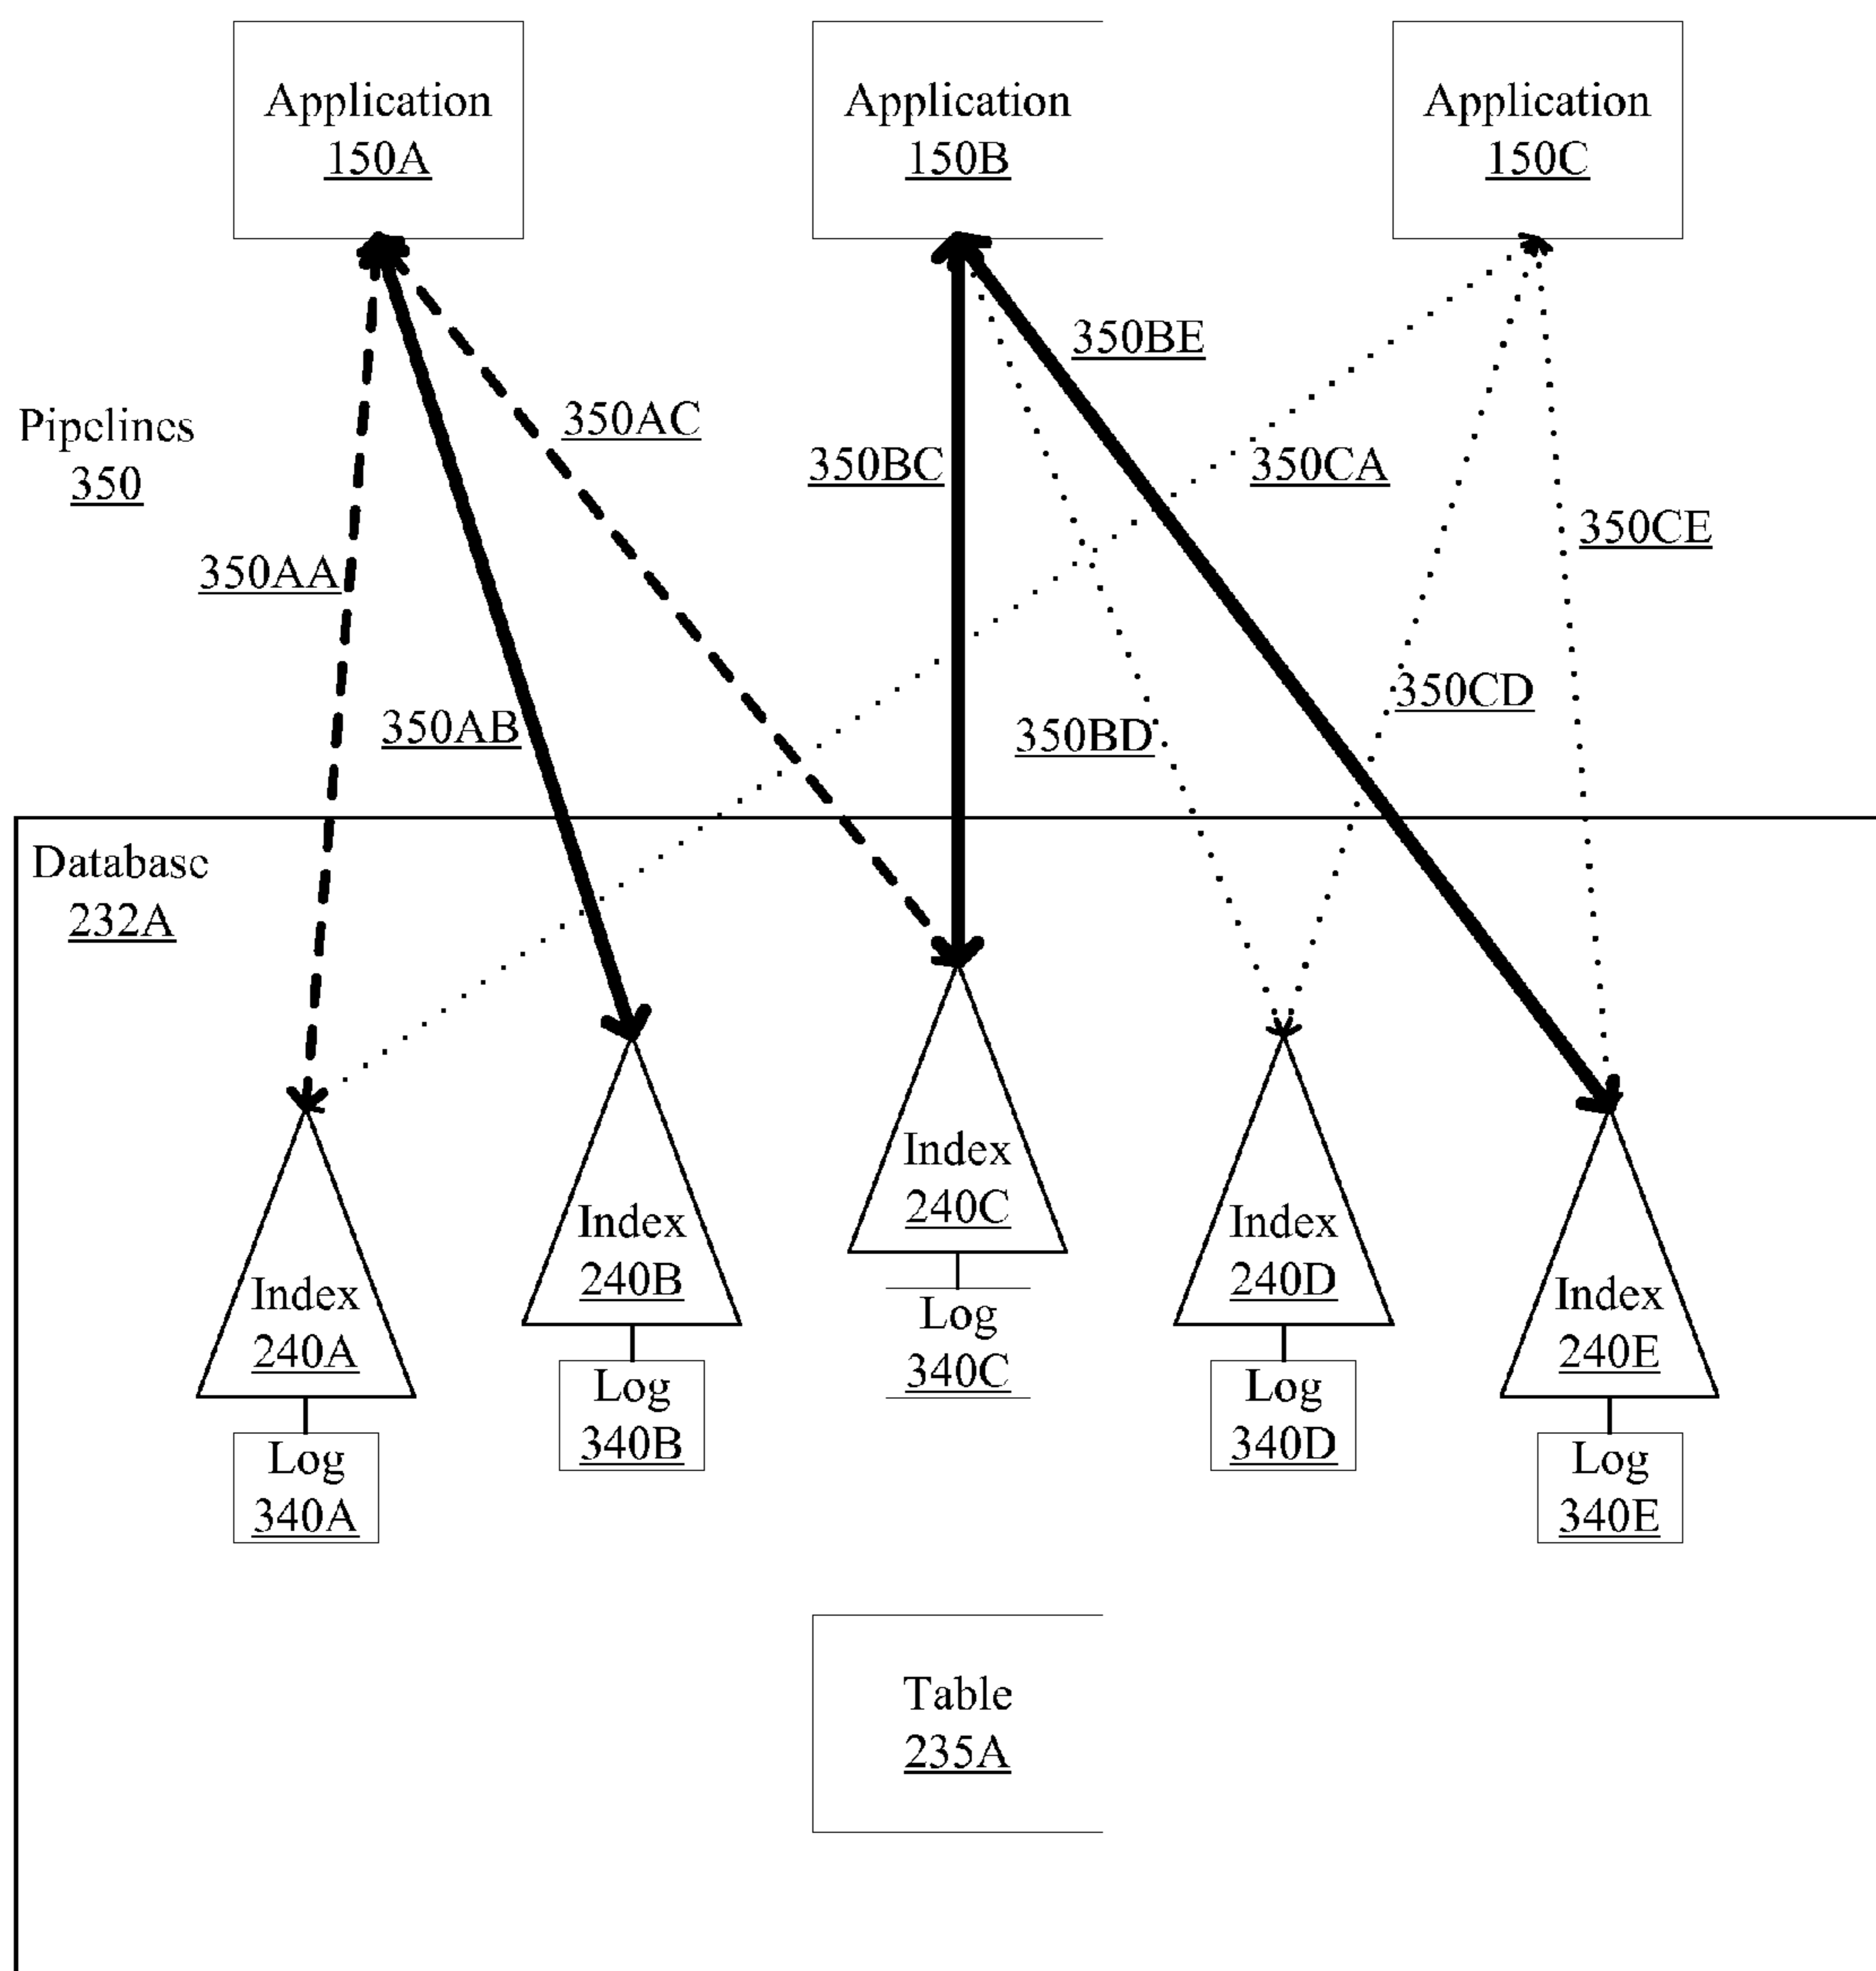 Application
150A
Application
150B
Application
150C
350BE
350AC
Pipelines
350
350BC
350CA
350CE
350AA
350CD
350AB
350BD
Database
232A
Index
240C
Index
240B
Index
240D
Index
240A
Index
240E
Log
340C
Log
340B
Log
340D
Log
340A
Log
340E
Table
235A